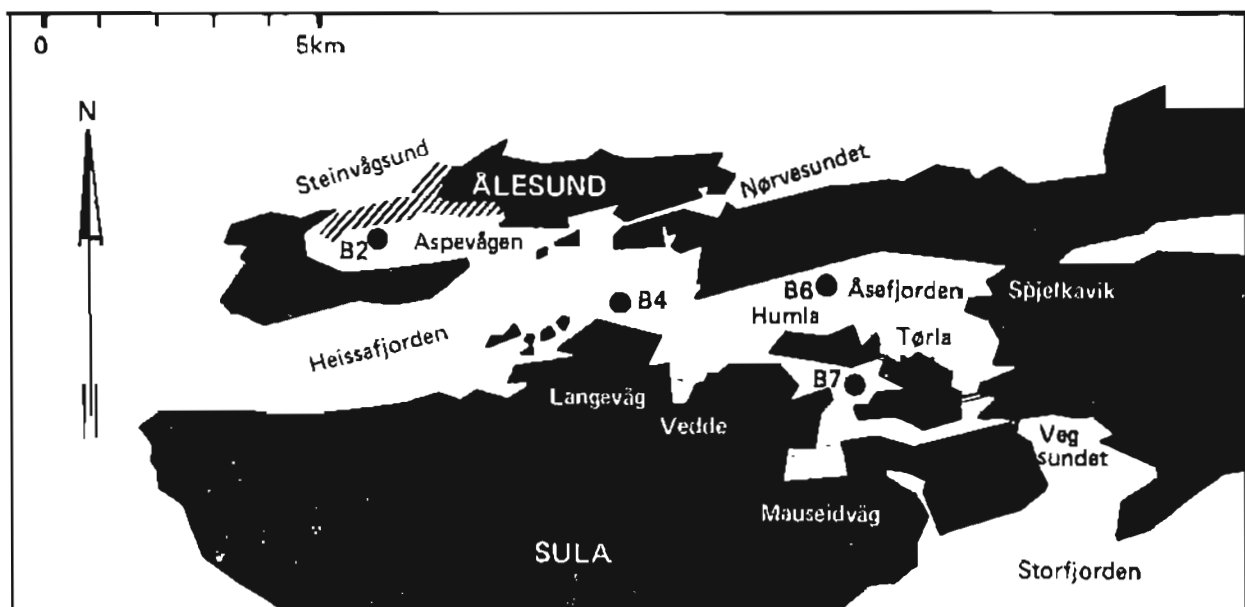 0 5km
N
Steinvågsund
ÅLESUND
Nørvesundet
B2
Aspevågen
B4
B6
Åsefjorden
Spjelkavik
Humla
Tørla
Heissafjorden
B7
Langevåg
Vedde
Veg
sundet
Mauseidvåg
SULA
Storfjorden